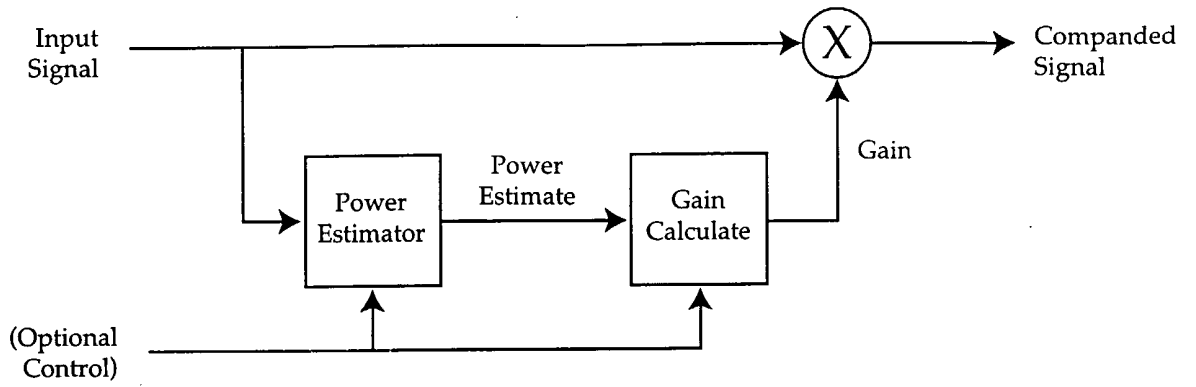 Input
Signal
X
Companded
Signal
Gain
Power
Estimate
Power
Estimator
Gain
Calculate
(Optional
Control)